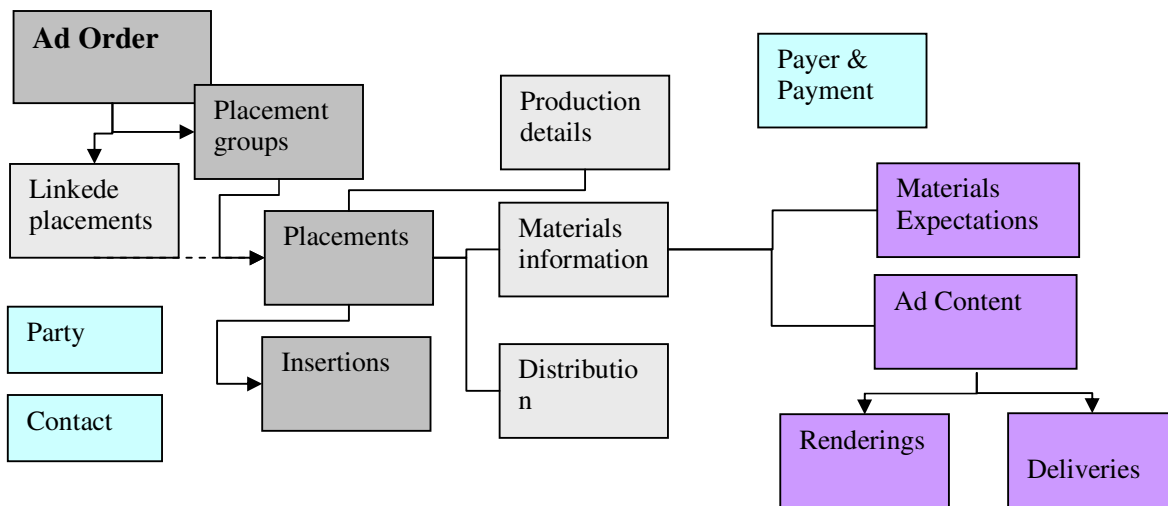 Ad Order
Payer &
Payment
Placement
groups
Production
details
Linkede
placements
Materials
Expectations
Placements
Materials
information
Ad Content
Party
Insertions
Distributio
n
Contact
Renderings
Deliveries